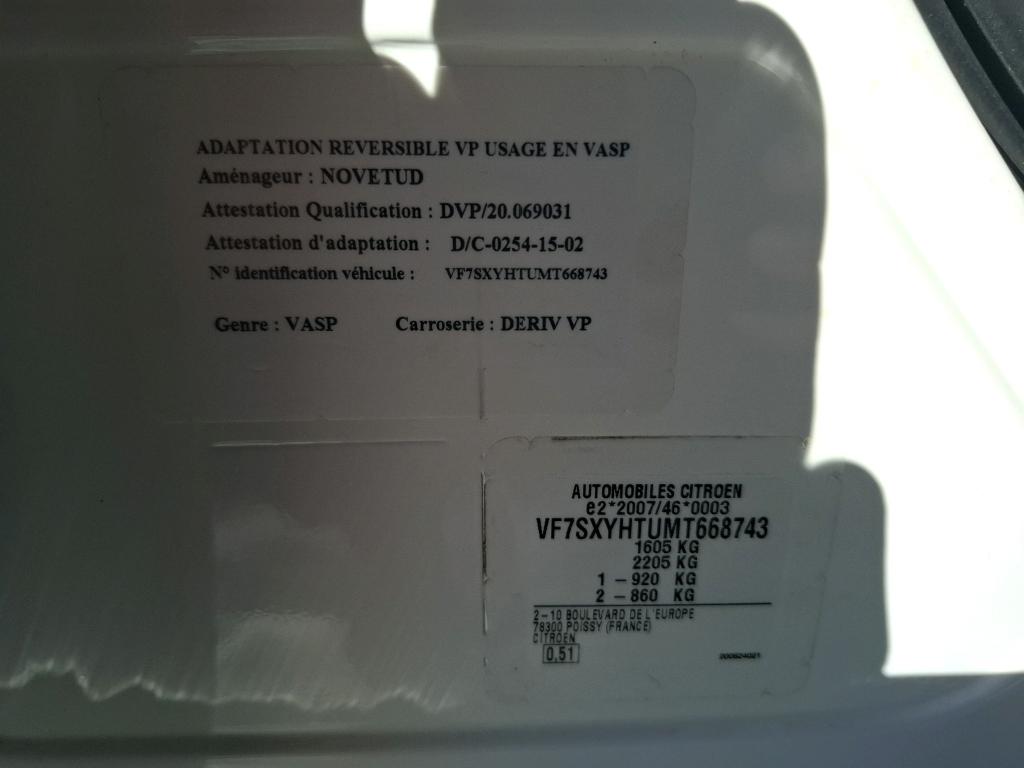 ADAPTATION REVERSIBLE VP USAGE EN VASP
Aménageur : NOVETUD
Attestation Qualification : DVP/20.069031
Attestation d'adaptation : D/C-0254-15-02
N° identification véhicule : VF7SXYHTUMT668743
Genre : VASP Carroserie : DERIV VP
AUTOMOBILES CITROEN
e2*2007/46*0003
VF7SXYHTUMT668743
1605 KG
2205 KG
1 – 920 KG
2 – 860 KG
2-10 BOULEVARD DE L'EUROPE
78300 POISSY (FRANCE)
CITROEN
0,51